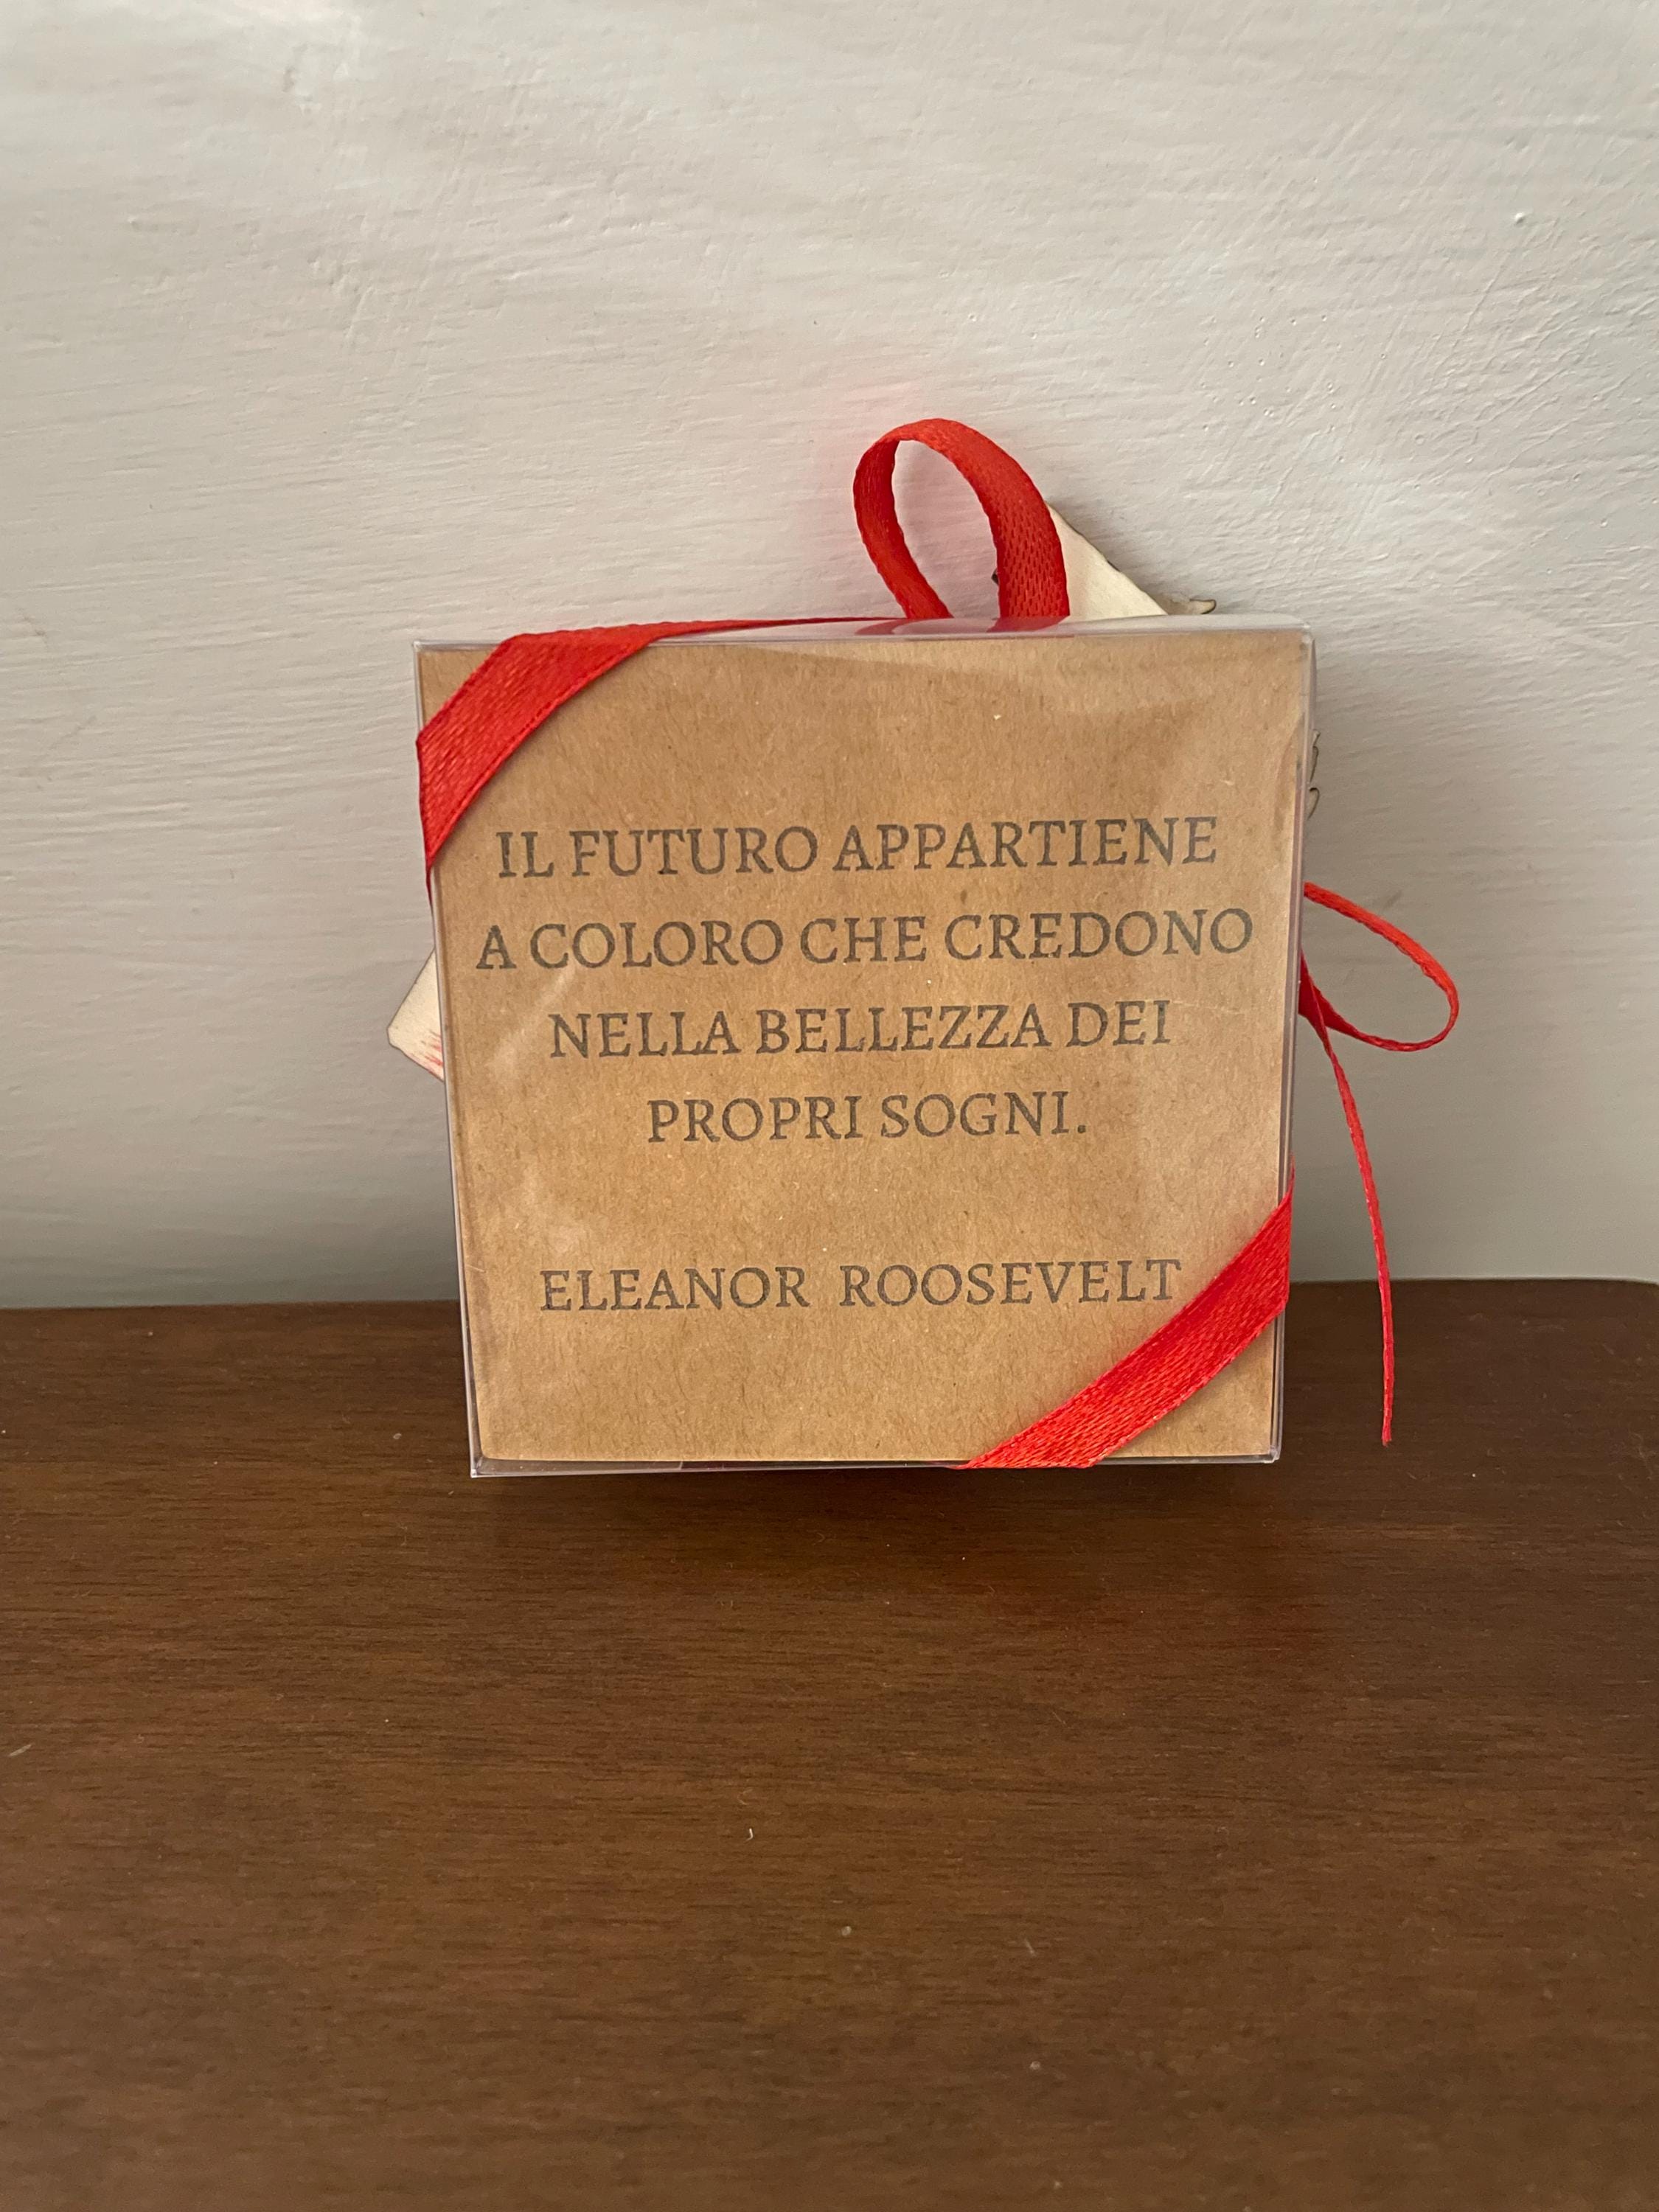 IL FUTURO APPARTIENE
A COLORO CHE CREDONO
NELLA BELLEZZA DEI
PROPRI SOGNI.
ELEANOR ROOSEVELT